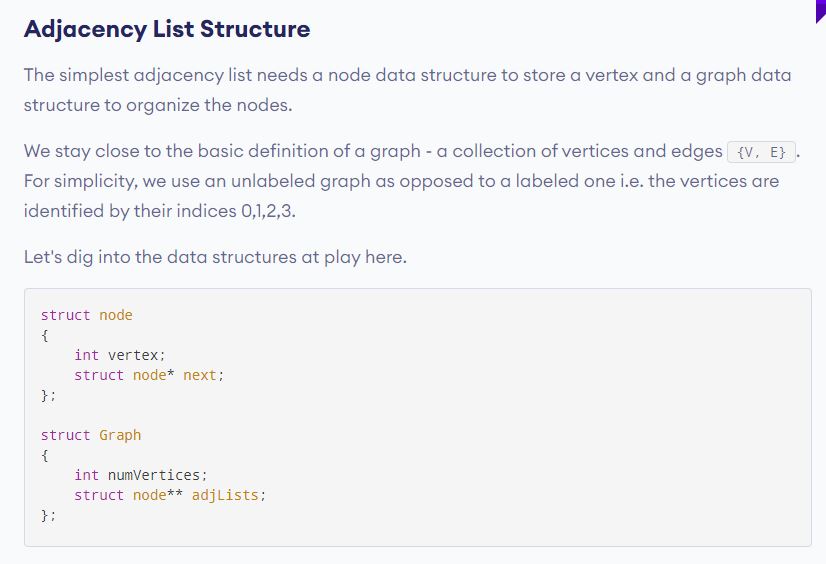 Adjacency List Structure
The simplest adjacency list needs a node data structure to store a vertex and a graph data
structure to organize the nodes.
We stay close to the basic definition of a graph - a collection of vertices and edges {V, E} .
For simplicity, we use an unlabeled graph as opposed to a labeled one i.e. the vertices are
identified by their indices 0,1,2,3.
Let's dig into the data structures at play here.
struct node
{
    int vertex;
    struct node* next;
};
struct Graph
{
    int numVertices;
    struct node** adjLists;
};